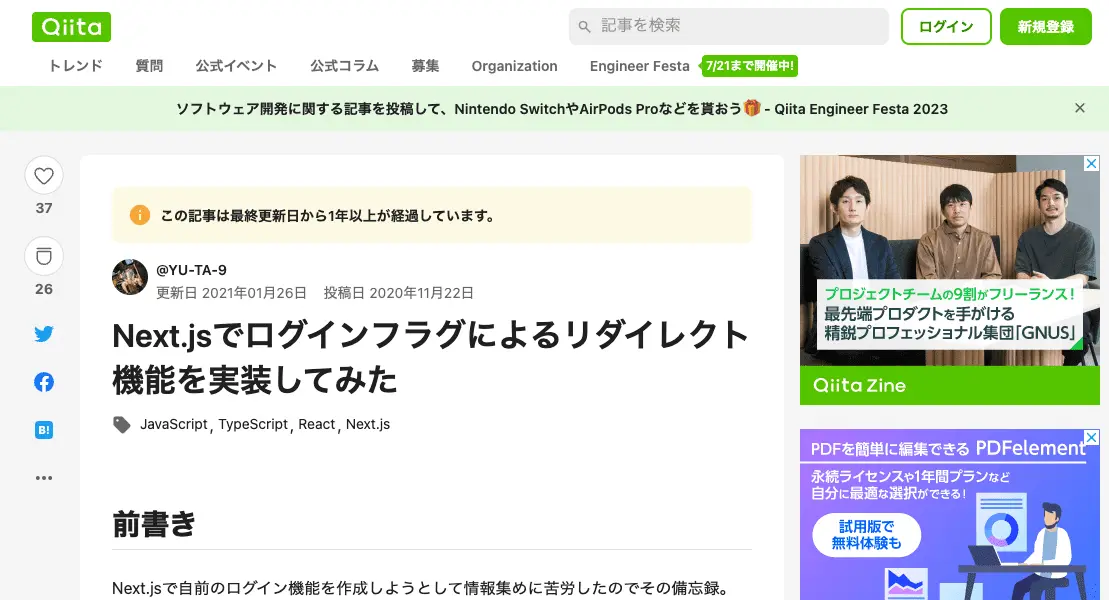 Qiita
記事を検索
ログイン
新規登録
トレンド
質問
公式イベント
公式コラム
募集
Organization
Engineer Festa
7/21まで開催中!
ソフトウェア開発に関する記事を投稿して、Nintendo SwitchやAirPods Proなどを貰おう🎁 - Qiita Engineer Festa 2023
37
26
B!
この記事は最終更新日から1年以上が経過しています。
@YU-TA-9
更新日 2021年01月26日 投稿日 2020年11月22日
Next.jsでログインフラグによるリダイレクト
機能を実装してみた
JavaScript, TypeScript, React, Next.js
前書き
Next.jsで自前のログイン機能を作成しようとして情報集めに苦労したのでその備忘録。
プロジェクトチームの9割がフリーランス!
最先端プロダクトを手がける
精鋭プロフェッショナル集団「GNUS」
Qiita Zine
PDFを簡単に編集できる PDFelement
永続ライセンスや1年間プランなど
自分に最適な選択ができる!
試用版で
無料体験も